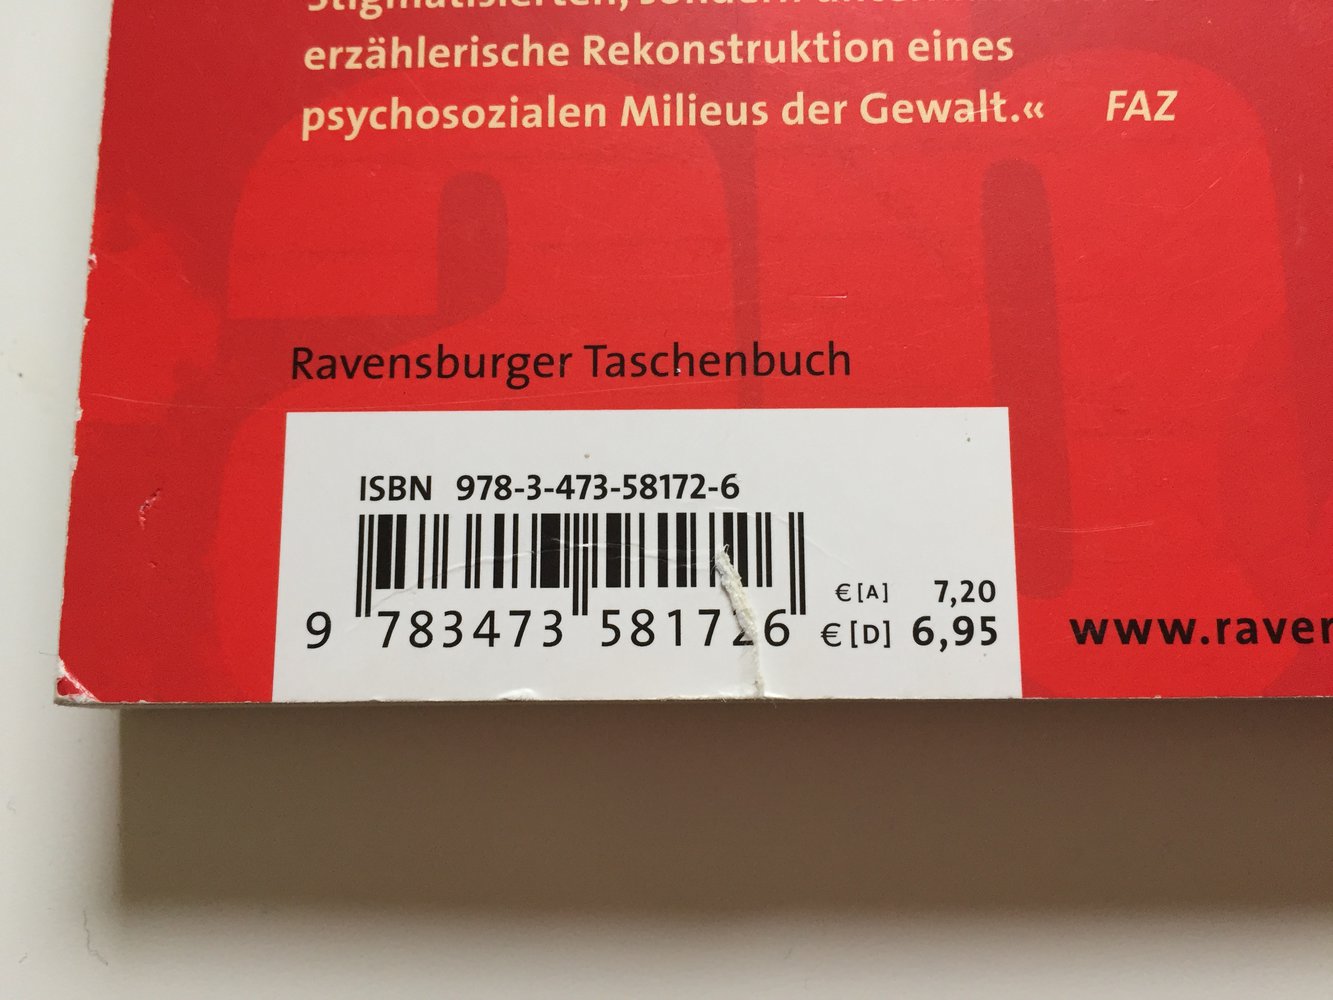 erzählerische Rekonstruktion eines
psychosozialen Milieus der Gewalt.« FAZ
Ravensburger Taschenbuch
ISBN 978-3-473-58172-6
9 783473 581726
€ [A] 7,20
€ [D] 6,95
www.raven